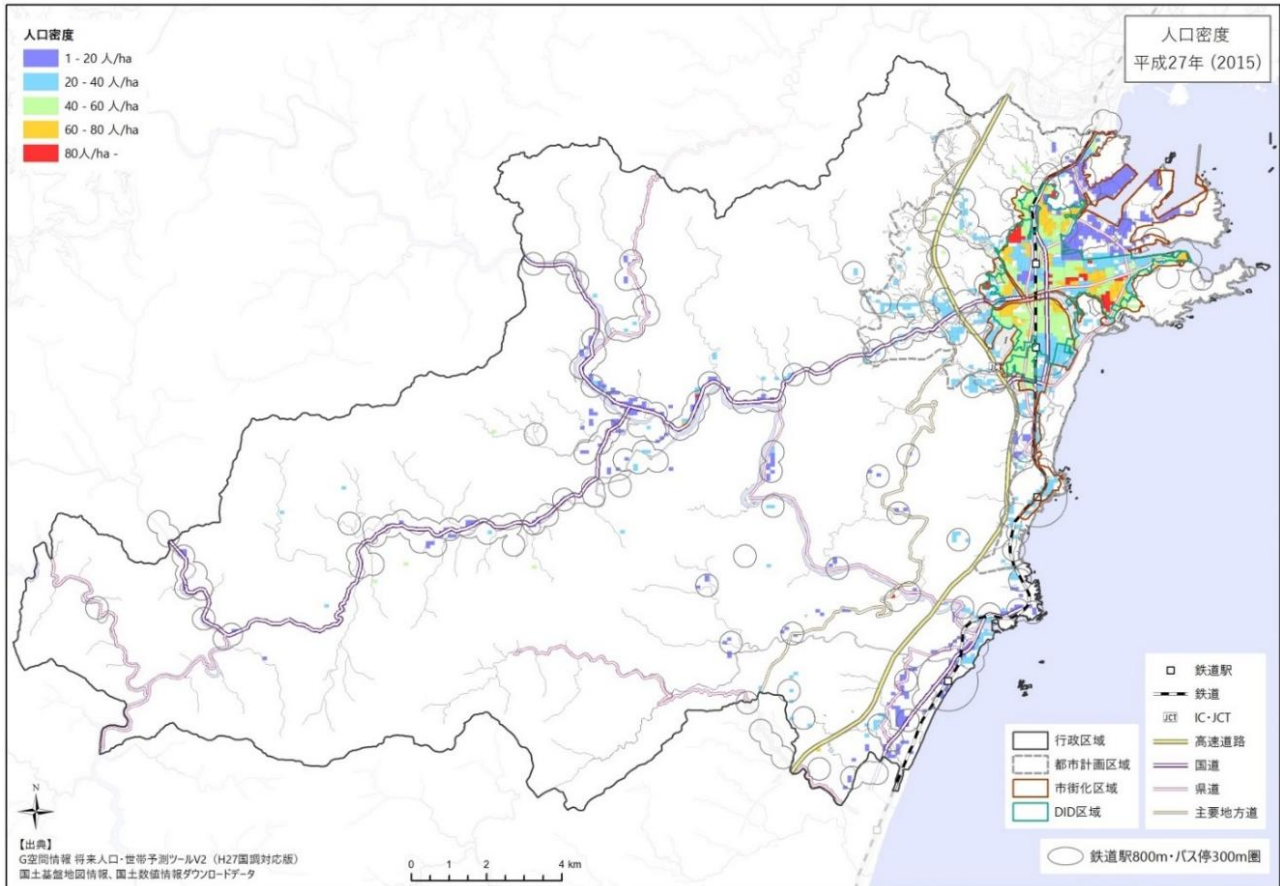 人口密度
1 - 20 人/ha
20 - 40 人/ha
40 - 60 人/ha
60 - 80 人/ha
80人/ha -
人口密度
平成27年 (2015)
鉄道駅
鉄道
JCT IC・JCT
高速道路
国道
県道
主要地方道
行政区域
都市計画区域
市街化区域
DID区域
鉄道駅800m・バス停300m圏
N
【出典】
G空間情報 将来人口・世帯予測ツールV2（H27国調対応版）
国土基盤地図情報、国土数値情報ダウンロードデータ
0 1 2 4 km